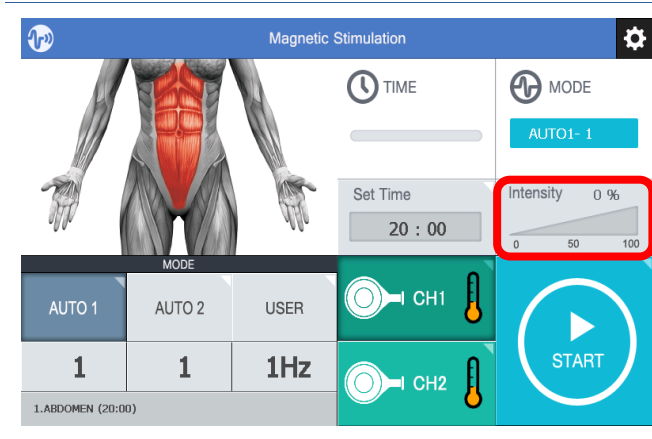 Magnetic Stimulation
TIME
MODE
AUTO1- 1
Set Time
20 : 00
Intensity 0 %
0 50 100
MODE
AUTO 1 AUTO 2 USER
1 1 1Hz
1.ABDOMEN (20:00)
CH1
CH2
START